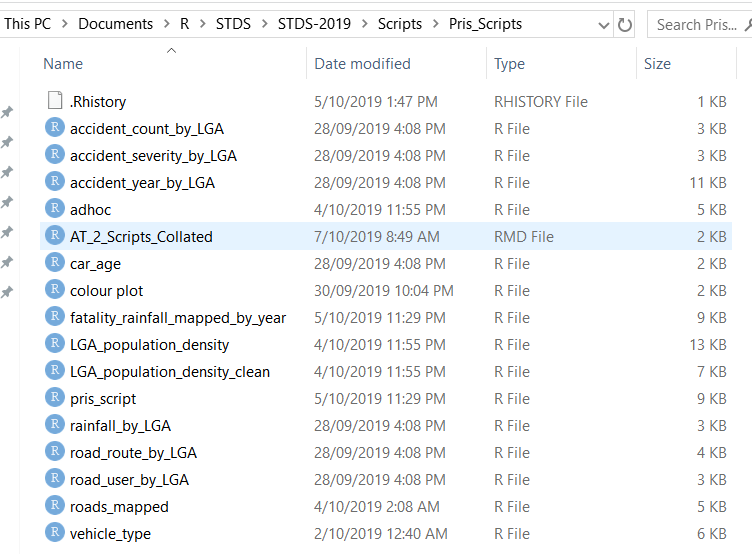 This PC > Documents > R > STDS > STDS-2019 > Scripts > Pris_Scripts Search Pris...
Name Date modified Type Size
.Rhistory 5/10/2019 1:47 PM RHISTORY File 1 KB
accident_count_by_LGA 28/09/2019 4:08 PM R File 3 KB
accident_severity_by_LGA 28/09/2019 4:08 PM R File 3 KB
accident_year_by_LGA 28/09/2019 4:08 PM R File 11 KB
adhoc 4/10/2019 11:55 PM R File 5 KB
AT_2_Scripts_Collated 7/10/2019 8:49 AM RMD File 2 KB
car_age 28/09/2019 4:08 PM R File 2 KB
colour plot 30/09/2019 10:04 PM R File 2 KB
fatality_rainfall_mapped_by_year 5/10/2019 11:29 PM R File 9 KB
LGA_population_density 4/10/2019 11:55 PM R File 13 KB
LGA_population_density_clean 4/10/2019 11:55 PM R File 7 KB
pris_script 5/10/2019 11:29 PM R File 9 KB
rainfall_by_LGA 28/09/2019 4:08 PM R File 3 KB
road_route_by_LGA 28/09/2019 4:08 PM R File 4 KB
road_user_by_LGA 28/09/2019 4:08 PM R File 3 KB
roads_mapped 4/10/2019 2:08 AM R File 5 KB
vehicle_type 2/10/2019 12:40 AM R File 6 KB